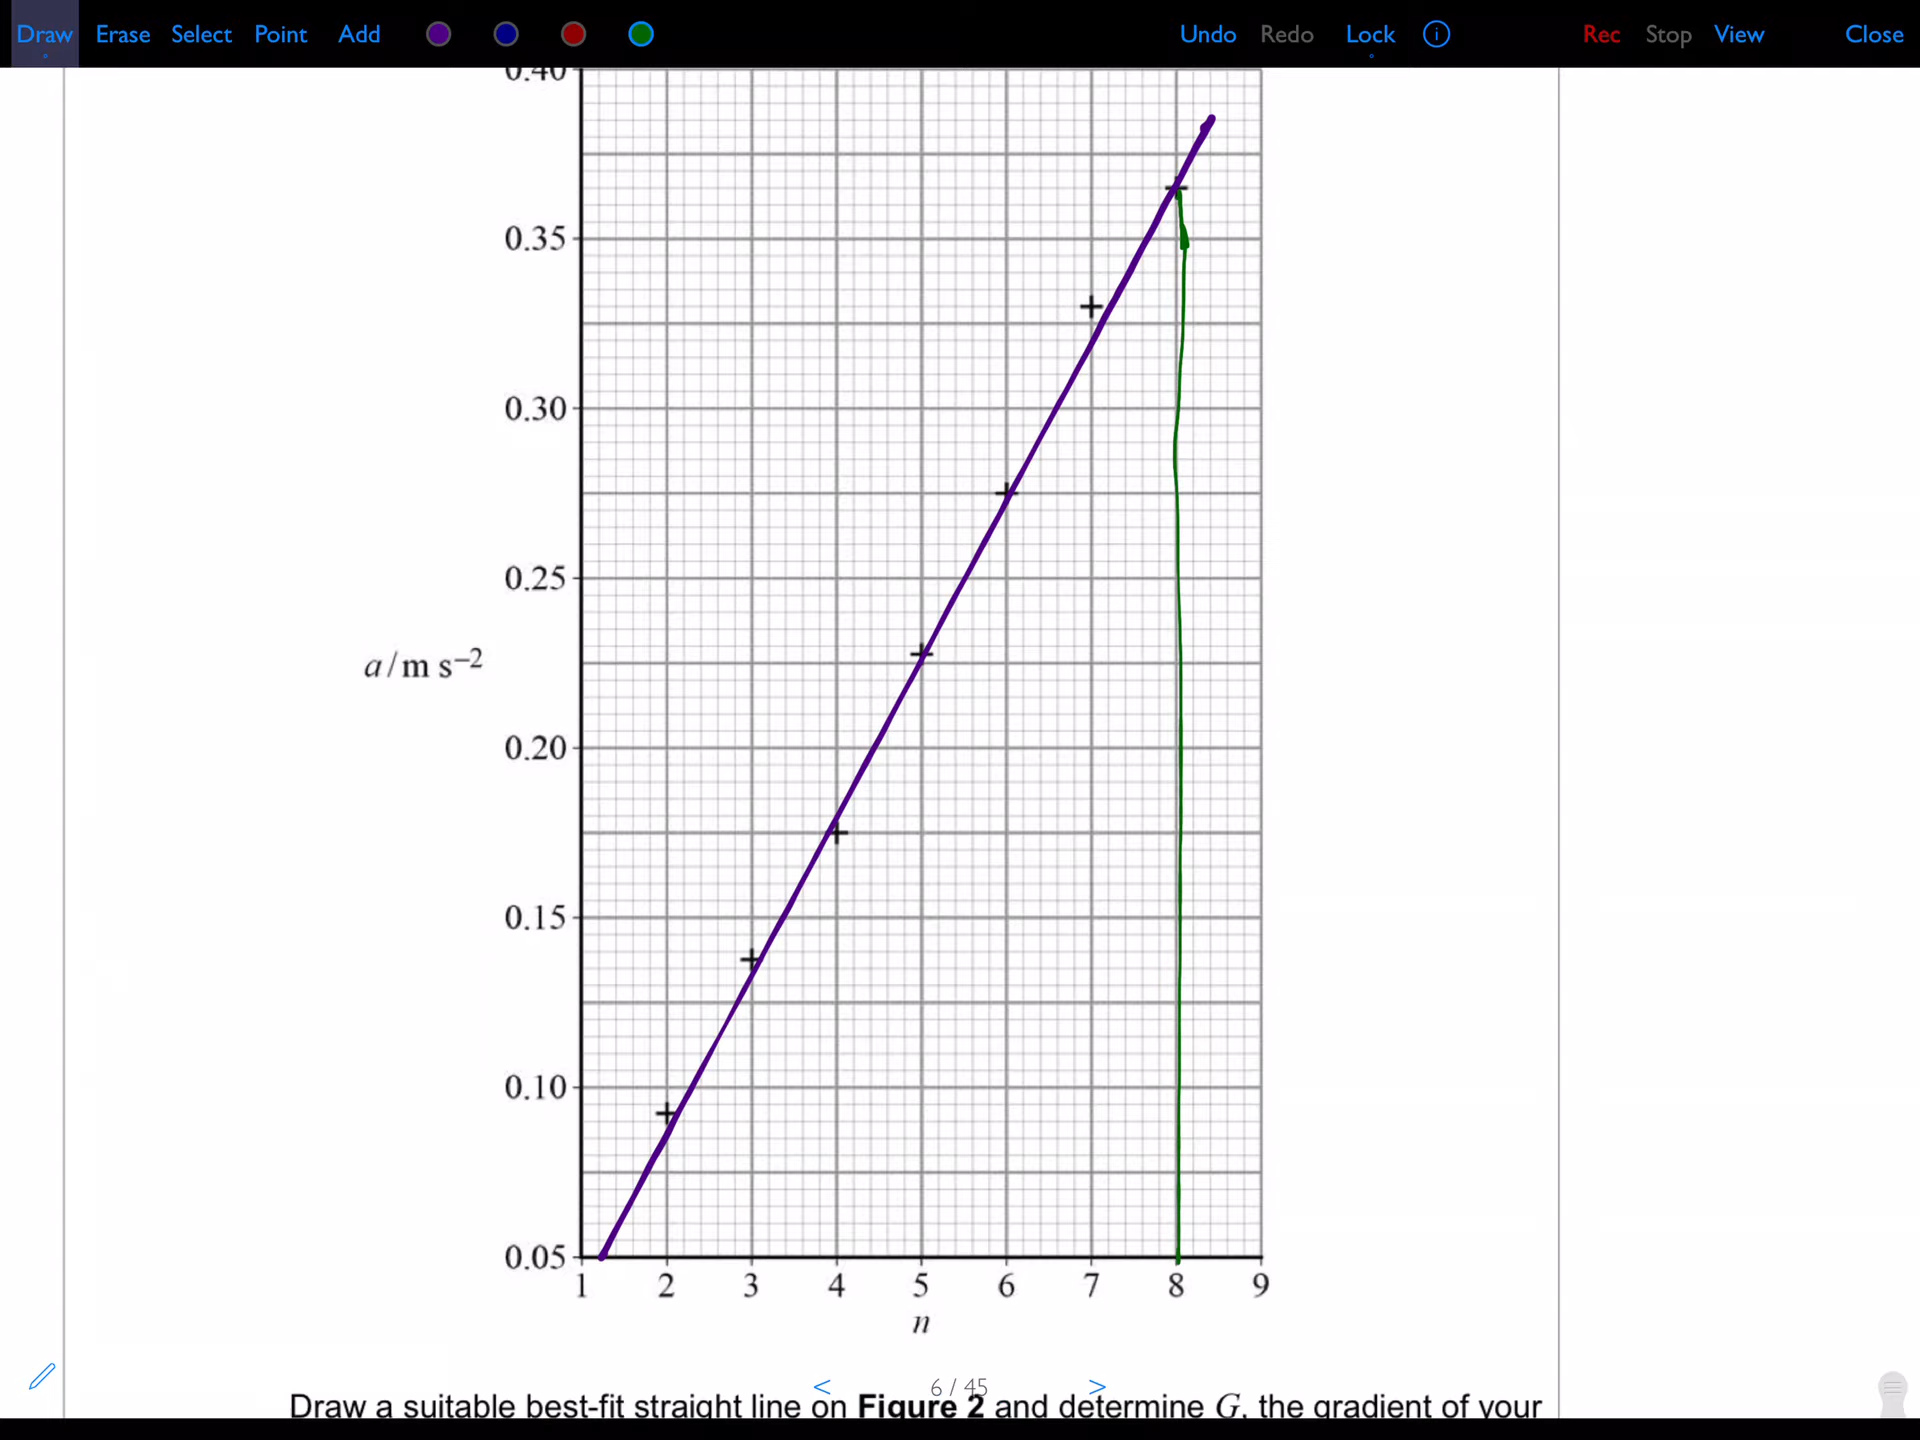 Draw Erase Select Point Add Undo Redo Lock i Rec Stop View Close
0.40
0.35
0.30
0.25
a/m s⁻²
0.20
0.15
0.10
0.05
1 2 3 4 5 6 7 8 9
n
< 6 / 45 >
Draw a suitable best-fit straight line on Figure 2 and determine G, the gradient of your